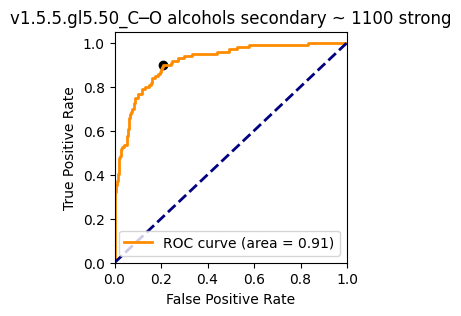 v1.5.5.gl5.50_C─O alcohols secondary ~ 1100 strong
1.0
0.8
0.6
0.4
0.2
0.0
True Positive Rate
ROC curve (area = 0.91)
0.0 0.2 0.4 0.6 0.8 1.0
False Positive Rate